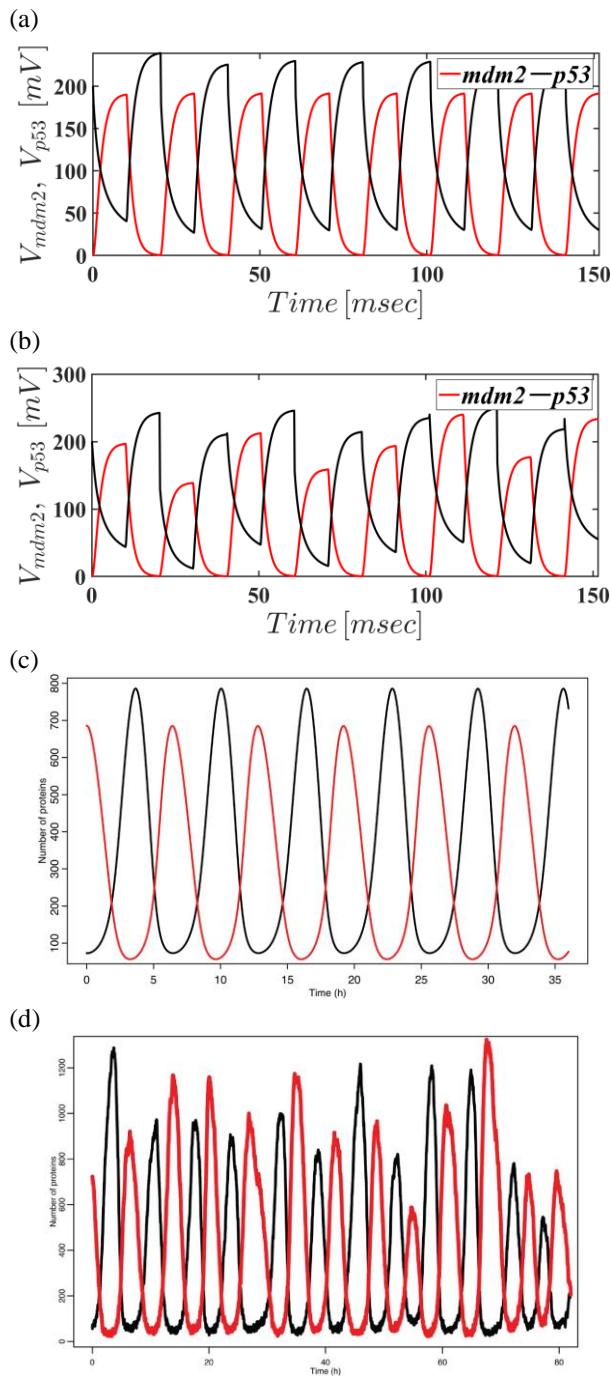 (a)
mdm2 p53
V_mdm2, V_p53 [mV]
200
150
100
50
0
0 50 100 150
Time [msec]
(b)
mdm2 p53
V_mdm2, V_p53 [mV]
300
200
100
0
0 50 100 150
Time [msec]
(c)
Number of proteins
800
700
600
500
400
300
200
100
0 5 10 15 20 25 30 35
Time (h)
(d)
Number of proteins
1200
1000
800
600
400
200
0
0 20 40 60 80
Time (h)